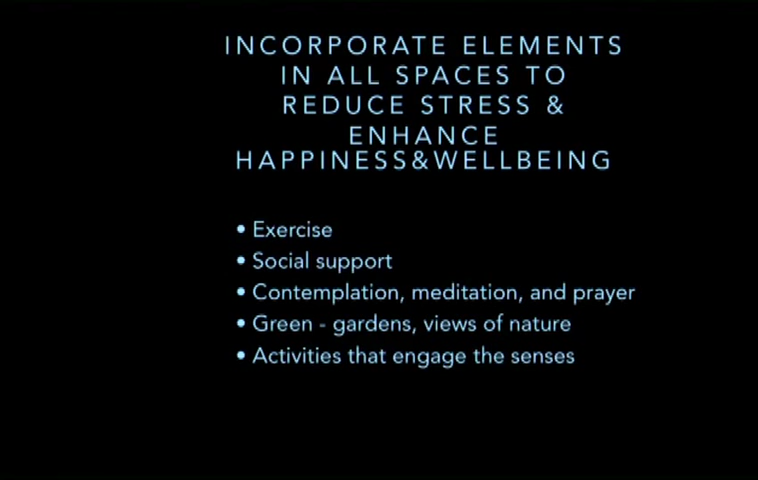 INCORPORATE ELEMENTS
IN ALL SPACES TO
REDUCE STRESS &
ENHANCE
HAPPINESS&WELLBEING
• Exercise
• Social support
• Contemplation, meditation, and prayer
• Green - gardens, views of nature
• Activities that engage the senses